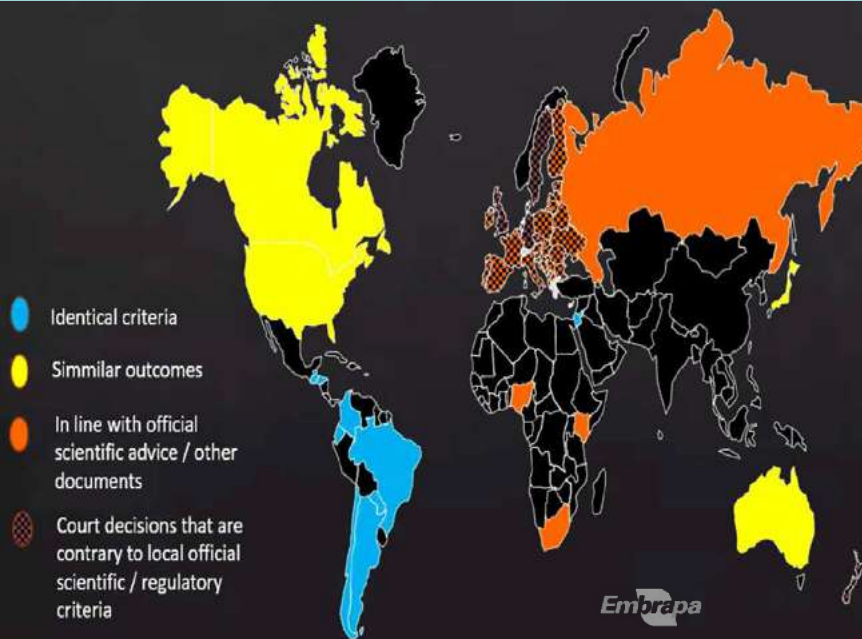 Identical criteria
Simmilar outcomes
In line with official
scientific advice / other
documents
Court decisions that are
contrary to local official
scientific / regulatory
criteria
Embrapa